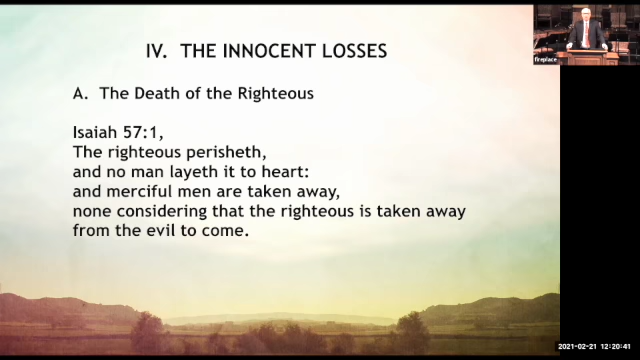 IV. THE INNOCENT LOSSES
A. The Death of the Righteous
Isaiah 57:1,
The righteous perisheth,
and no man layeth it to heart:
and merciful men are taken away,
none considering that the righteous is taken away
from the evil to come.
fireplace
2021-02-21 12:20:41